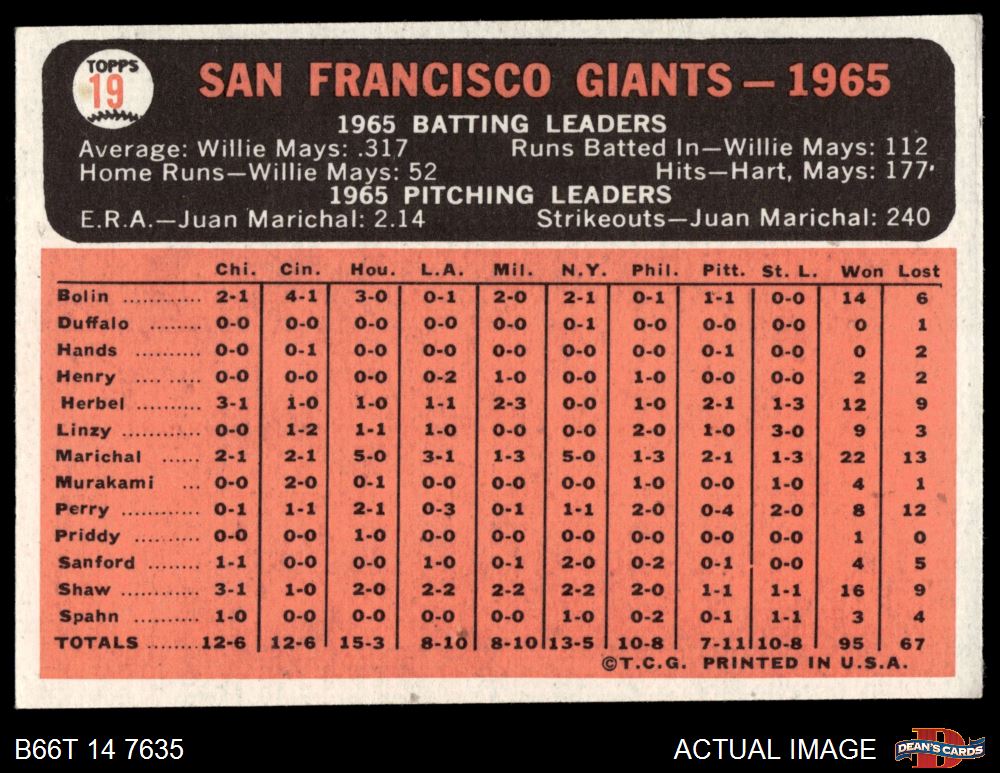 TOPPS
19
SAN FRANCISCO GIANTS — 1965
1965 BATTING LEADERS
Average: Willie Mays: .317 Runs Batted In—Willie Mays: 112
Home Runs—Willie Mays: 52 Hits—Hart, Mays: 177
1965 PITCHING LEADERS
E.R.A.—Juan Marichal: 2.14 Strikeouts—Juan Marichal: 240
Chi. Cin. Hou. L.A. Mil. N.Y. Phil. Pitt. St. L. Won Lost
Bolin .......... 2-1 4-1 3-0 0-1 2-0 2-1 0-1 1-1 0-0 14 6
Duffalo ....... 0-0 0-0 0-0 0-0 0-0 0-1 0-0 0-0 0-0 0 1
Hands ......... 0-0 0-1 0-0 0-0 0-0 0-0 0-0 0-1 0-0 0 2
Henry .... ..... 0-0 0-0 0-0 0-2 1-0 0-0 1-0 0-0 0-0 2 2
Herbel ......... 3-1 1-0 1-0 1-1 2-3 0-0 1-0 2-1 1-3 12 9
Linzy ........... 0-0 1-2 1-1 1-0 0-0 0-0 2-0 1-0 3-0 9 3
Marichal ...... 2-1 2-1 5-0 3-1 1-3 5-0 1-3 2-1 1-3 22 13
Murakami ... 0-0 2-0 0-1 0-0 0-0 0-0 1-0 0-0 1-0 4 1
Perry ........... 0-1 1-1 2-1 0-3 0-1 1-1 2-0 0-4 2-0 8 12
Priddy .......... 0-0 0-0 1-0 0-0 0-0 0-0 0-0 0-0 0-0 1 0
Sanford ........ 1-1 0-0 0-0 1-0 0-1 2-0 0-2 0-1 0-0 4 5
Shaw ........... 3-1 1-0 2-0 2-2 2-2 2-2 2-0 1-1 1-1 16 9
Spahn .......... 1-0 0-0 0-0 0-0 0-0 1-0 0-2 0-1 1-1 3 4
TOTALS ....... 12-6 12-6 15-3 8-10 8-10 13-5 10-8 7-11 10-8 95 67
©T.C.G. PRINTED IN U.S.A.
B66T 14 7635 ACTUAL IMAGE
D
DEAN'S CARDS